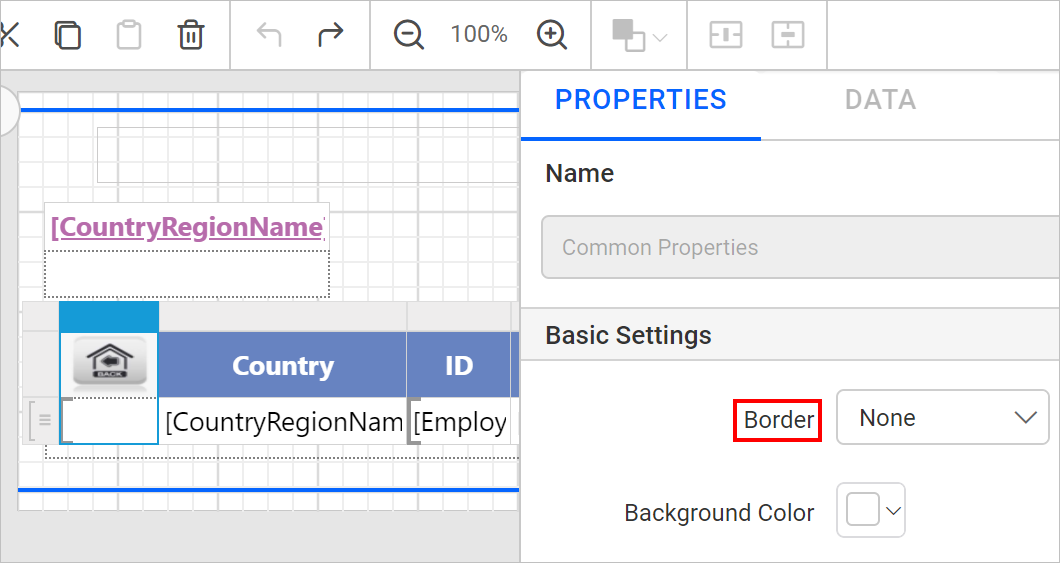 100%
PROPERTIES
DATA
Name
Common Properties
[CountryRegionName]
Basic Settings
BACK
Country
ID
[CountryRegionNam
[Employ
Border
None
Background Color